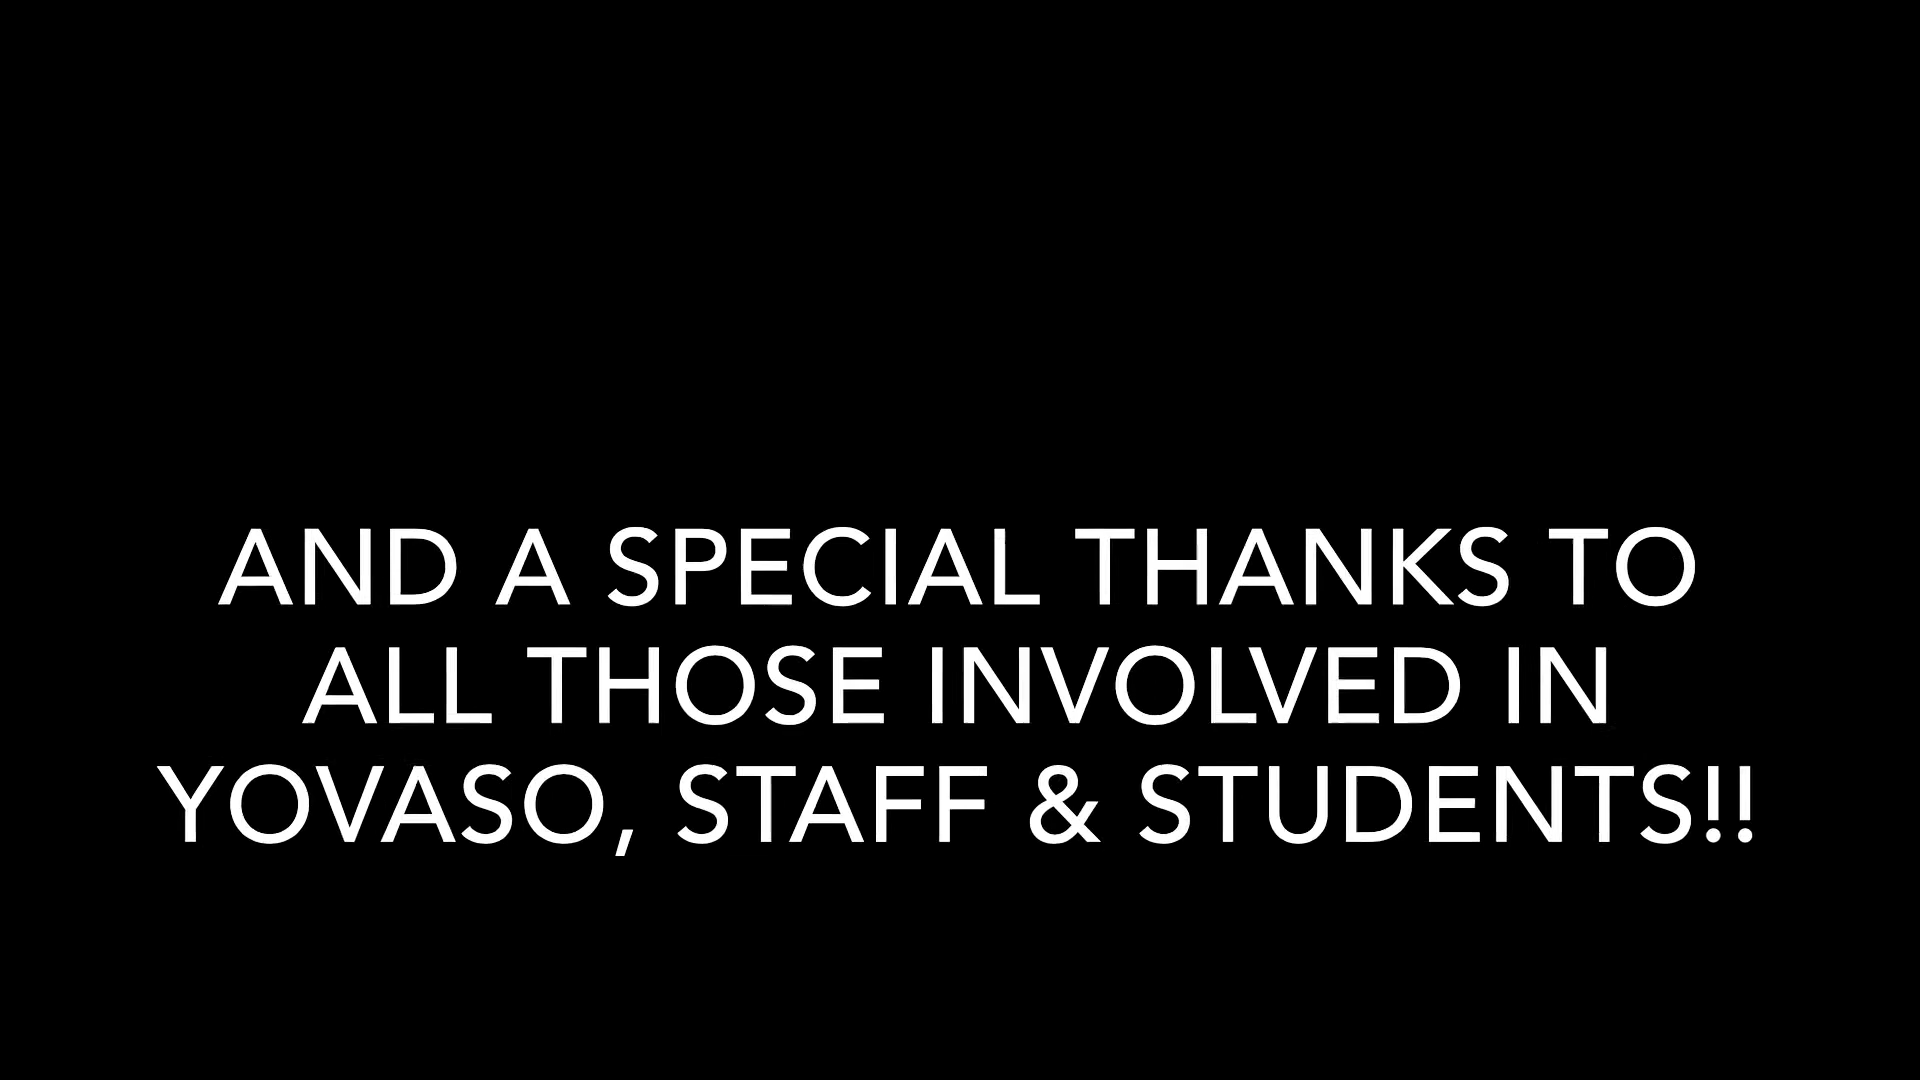 AND A SPECIAL THANKS TO
ALL THOSE INVOLVED IN
YOVASO, STAFF & STUDENTS!!